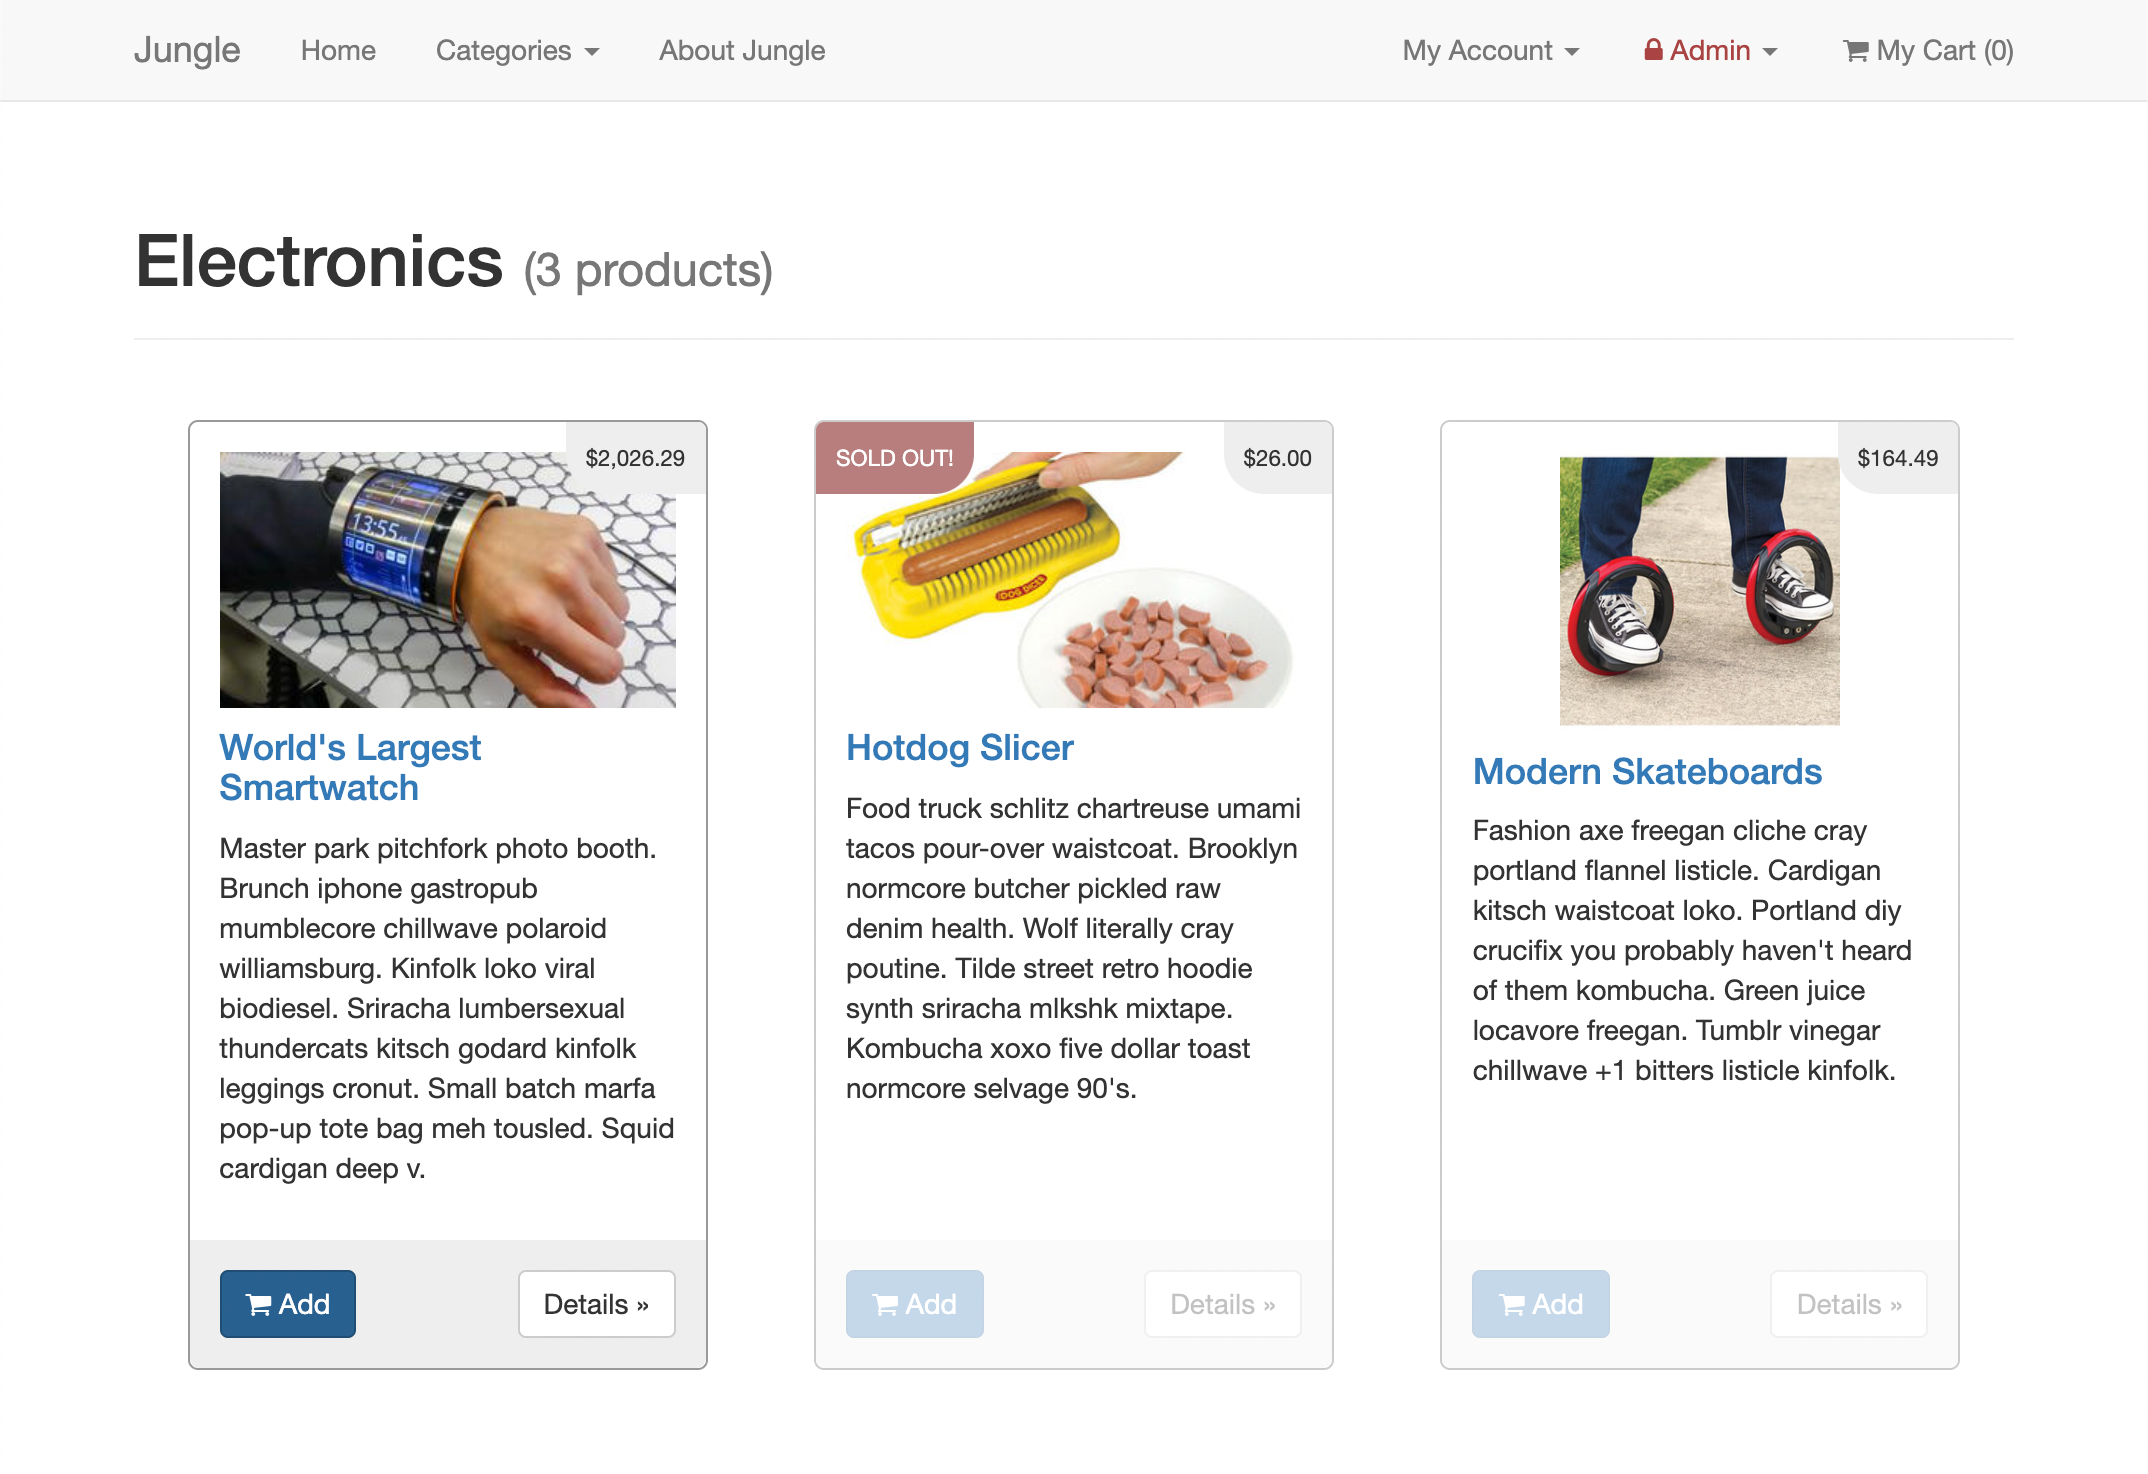 Jungle Home Categories About Jungle My Account Admin My Cart (0)
Electronics (3 products)
$2,026.29
13:55
World's Largest
Smartwatch
Master park pitchfork photo booth.
Brunch iphone gastropub
mumblecore chillwave polaroid
williamsburg. Kinfolk loko viral
biodiesel. Sriracha lumbersexual
thundercats kitsch godard kinfolk
leggings cronut. Small batch marfa
pop-up tote bag meh tousled. Squid
cardigan deep v.
Add Details »
SOLD OUT! $26.00
DOG DICER
Hotdog Slicer
Food truck schlitz chartreuse umami
tacos pour-over waistcoat. Brooklyn
normcore butcher pickled raw
denim health. Wolf literally cray
poutine. Tilde street retro hoodie
synth sriracha mlkshk mixtape.
Kombucha xoxo five dollar toast
normcore selvage 90's.
Add Details »
$164.49
Modern Skateboards
Fashion axe freegan cliche cray
portland flannel listicle. Cardigan
kitsch waistcoat loko. Portland diy
crucifix you probably haven't heard
of them kombucha. Green juice
locavore freegan. Tumblr vinegar
chillwave +1 bitters listicle kinfolk.
Add Details »